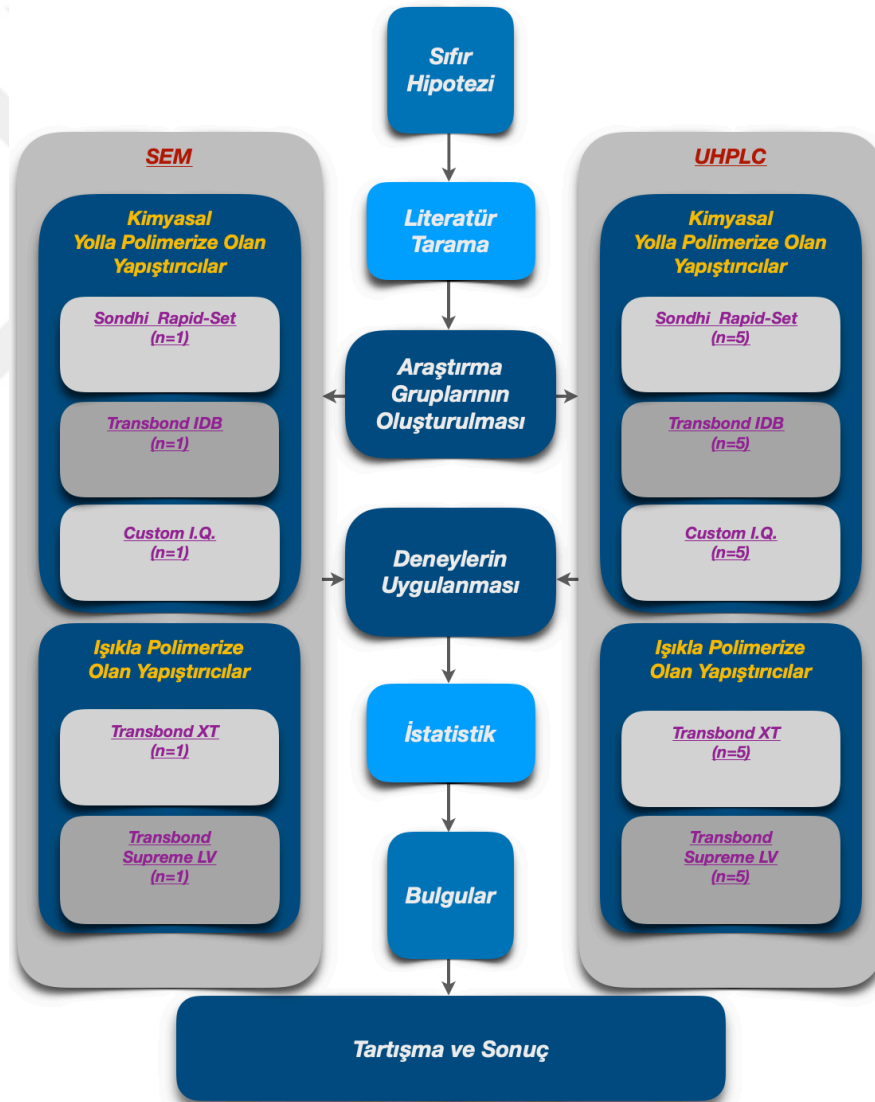 Sıfır
Hipotezi
SEM
Kimyasal
Yolla Polimerize Olan
Yapıştırıcılar
Sondhi Rapid-Set
(n=1)
Transbond IDB
(n=1)
Custom I.Q.
(n=1)
Işıkla Polimerize
Olan Yapıştırıcılar
Transbond XT
(n=1)
Transbond
Supreme LV
(n=1)
Literatür
Tarama
Araştırma
Gruplarının
Oluşturulması
Deneylerin
Uygulanması
İstatistik
Bulgular
UHPLC
Kimyasal
Yolla Polimerize Olan
Yapıştırıcılar
Sondhi Rapid-Set
(n=5)
Transbond IDB
(n=5)
Custom I.Q.
(n=5)
Işıkla Polimerize
Olan Yapıştırıcılar
Transbond XT
(n=5)
Transbond
Supreme LV
(n=5)
Tartışma ve Sonuç